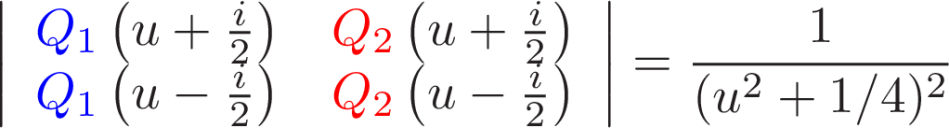 | Q₁ (u + i/2) Q₂ (u + i/2) |
| Q₁ (u − i/2) Q₂ (u − i/2) | = 1/(u² + 1/4)²